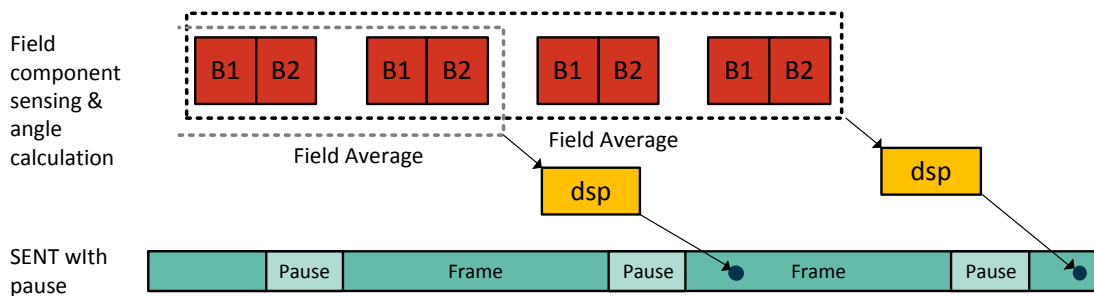 Field
component
sensing &
angle
calculation
B1 B2 B1 B2 B1 B2 B1 B2
Field Average
Field Average
dsp
dsp
SENT wIth
pause
Pause Frame Pause Frame Pause